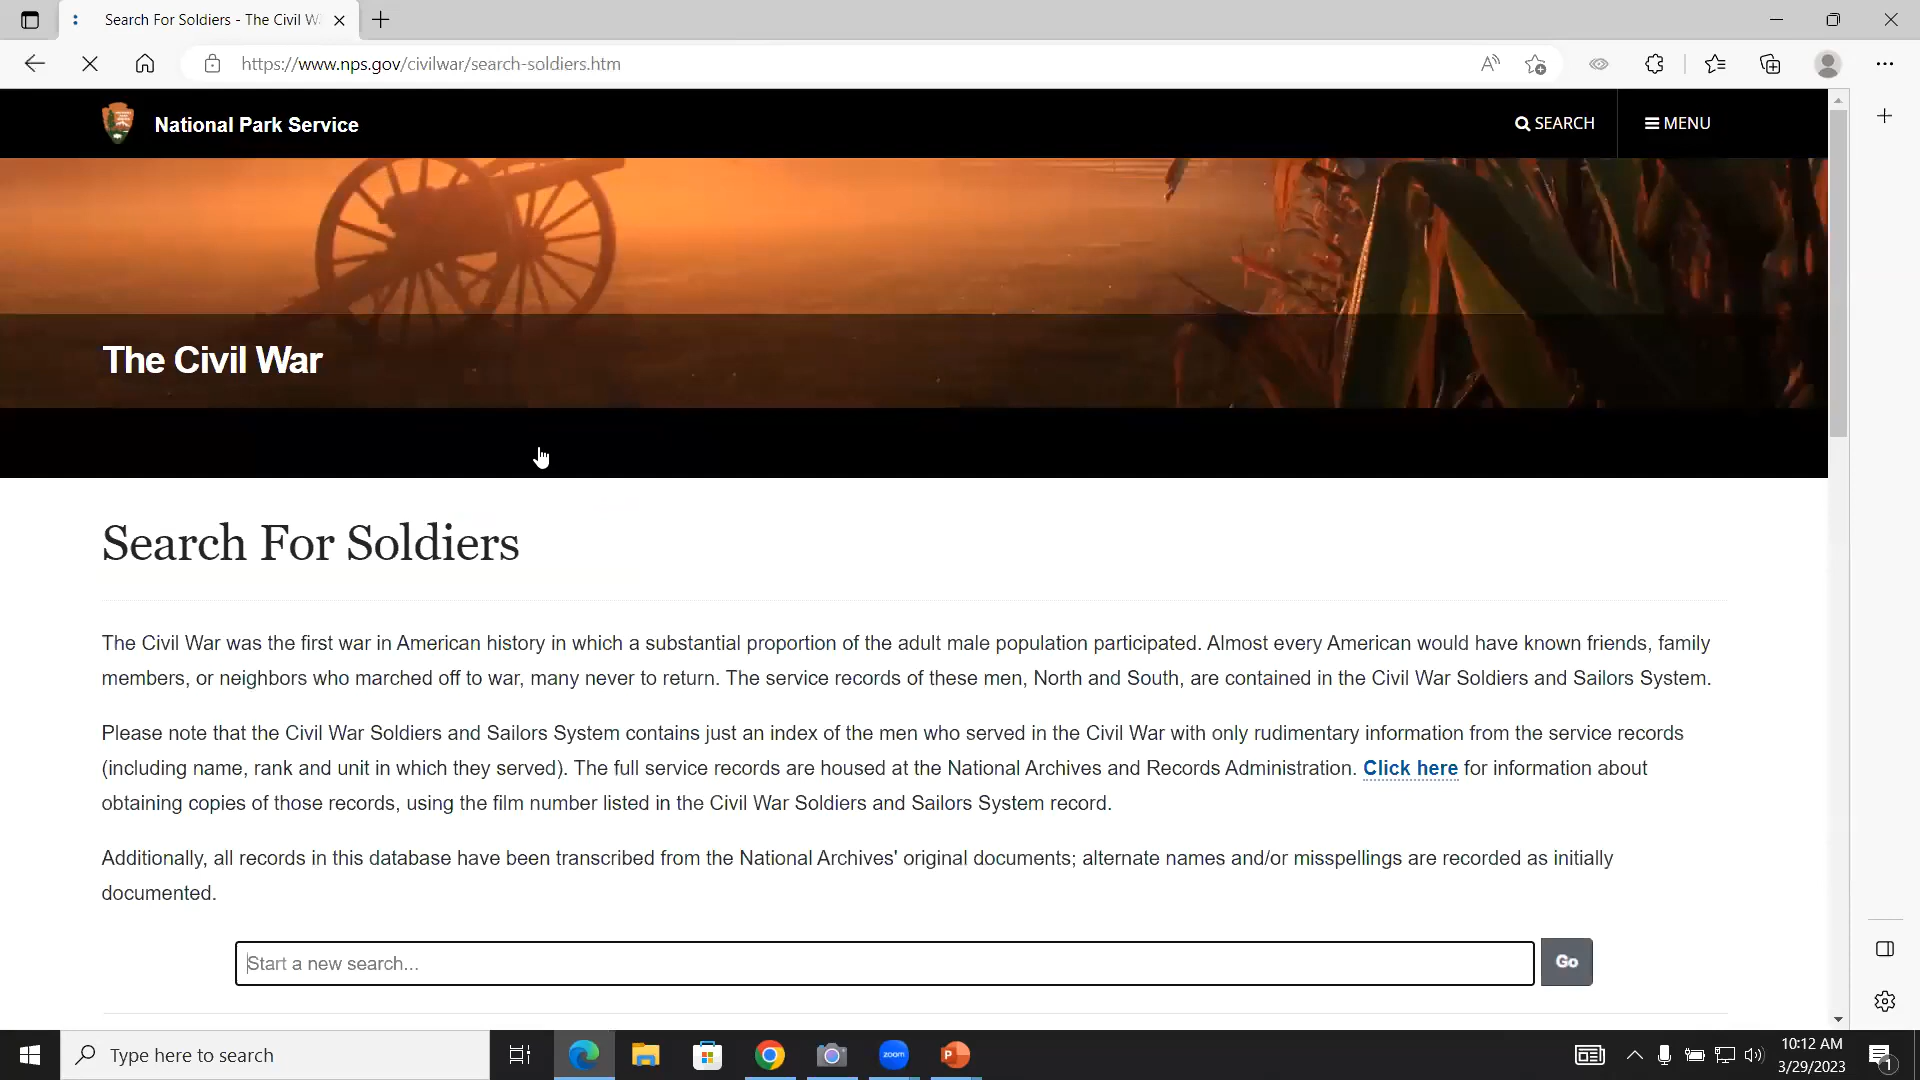 Search For Soldiers - The Civil W
https://www.nps.gov/civilwar/search-soldiers.htm
National Park Service
SEARCH
MENU
The Civil War
Search For Soldiers
The Civil War was the first war in American history in which a substantial proportion of the adult male population participated. Almost every American would have known friends, family
members, or neighbors who marched off to war, many never to return. The service records of these men, North and South, are contained in the Civil War Soldiers and Sailors System.
Please note that the Civil War Soldiers and Sailors System contains just an index of the men who served in the Civil War with only rudimentary information from the service records
(including name, rank and unit in which they served). The full service records are housed at the National Archives and Records Administration. Click here for information about
obtaining copies of those records, using the film number listed in the Civil War Soldiers and Sailors System record.
Additionally, all records in this database have been transcribed from the National Archives' original documents; alternate names and/or misspellings are recorded as initially
documented.
Start a new search...
Go
Type here to search
zoom
P
10:12 AM
3/29/2023
1